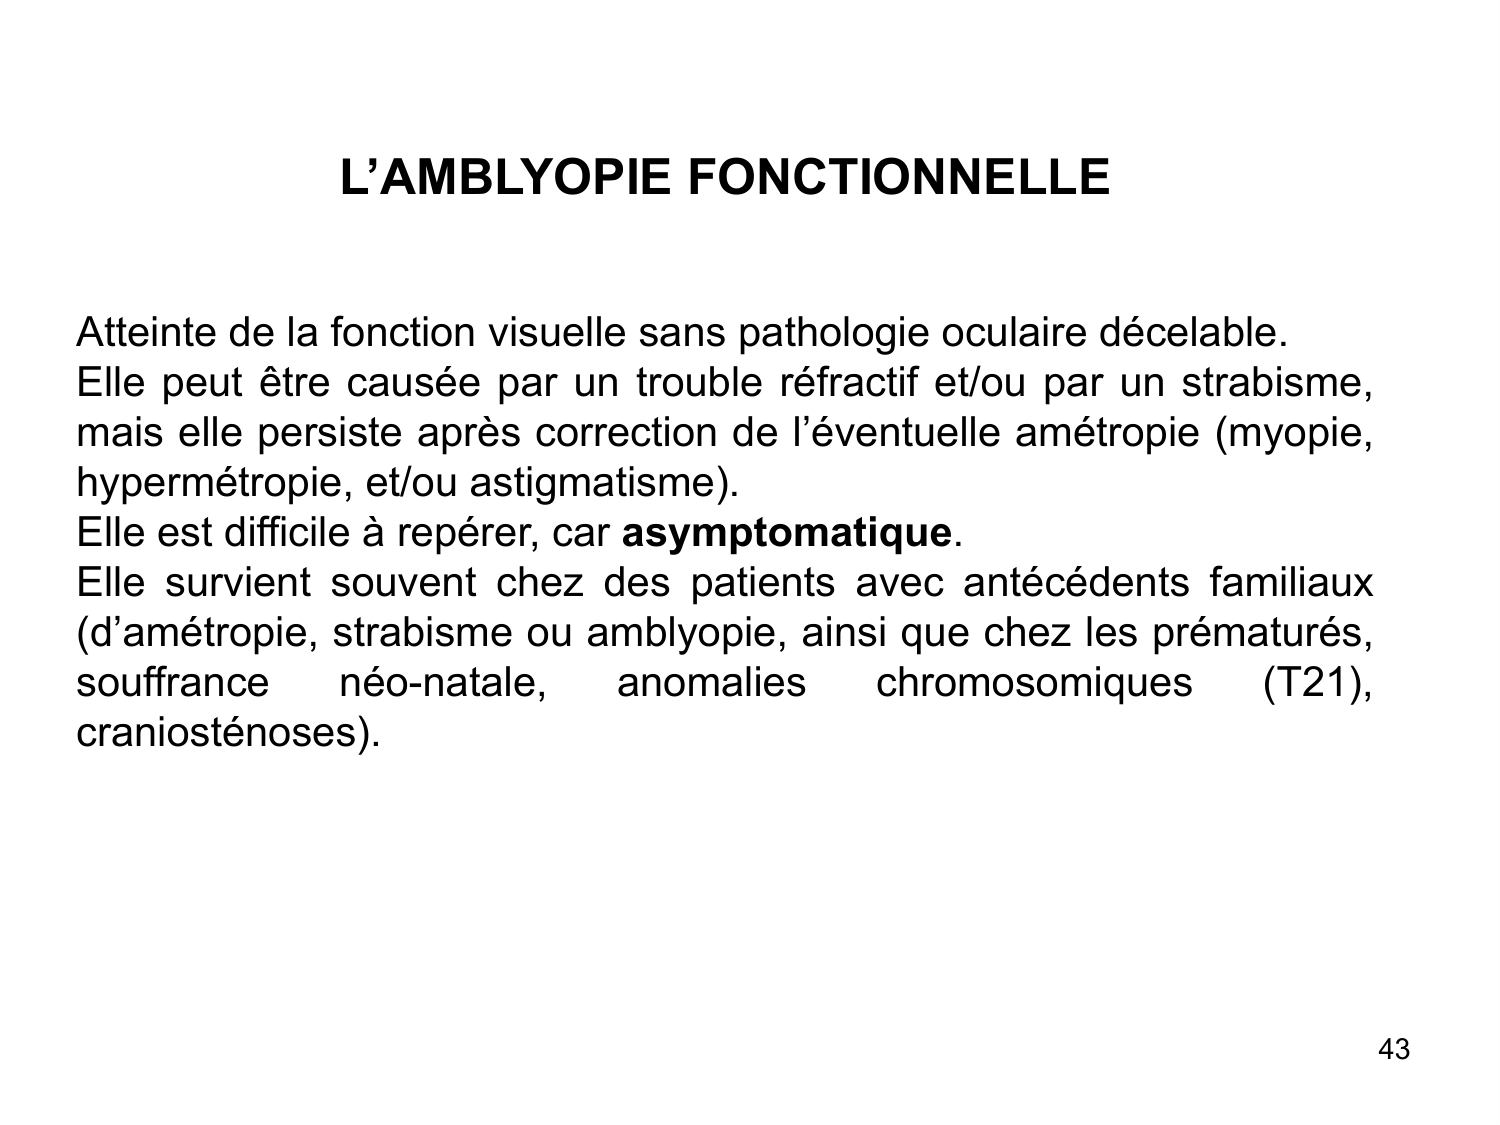 L’AMBLYOPIE FONCTIONNELLE
Atteinte de la fonction visuelle sans pathologie oculaire décelable.
Elle peut être causée par un trouble réfractif et/ou par un strabisme,
mais elle persiste après correction de l’éventuelle amétropie (myopie,
hypermétropie, et/ou astigmatisme).
Elle est difficile à repérer, car asymptomatique.
Elle survient souvent chez des patients avec antécédents familiaux
(d’amétropie, strabisme ou amblyopie, ainsi que chez les prématurés,
souffrance néo-natale, anomalies chromosomiques (T21),
craniosténoses).
43